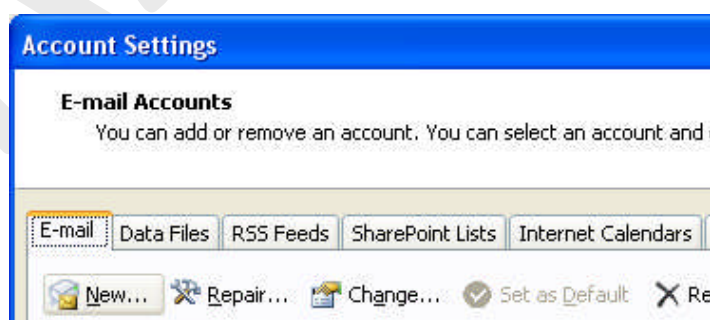 Account Settings
E-mail Accounts
You can add or remove an account. You can select an account and
E-mail Data Files RSS Feeds SharePoint Lists Internet Calendars
New... Repair... Change... Set as Default Re